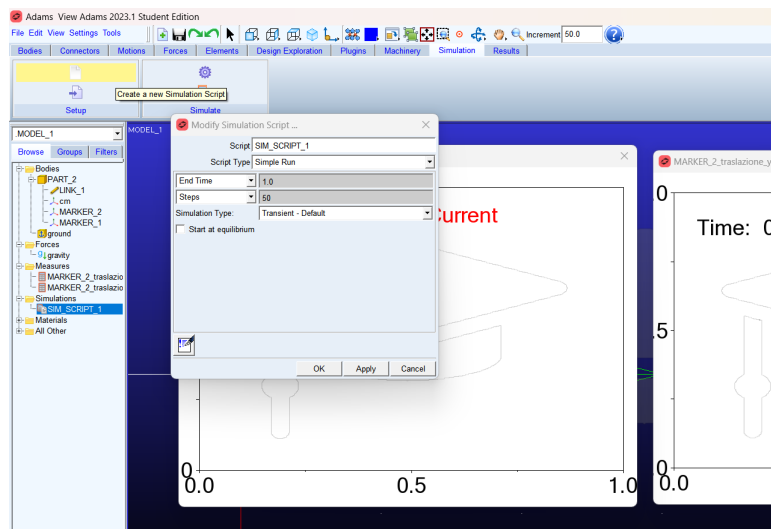 Adams View Adams 2023.1 Student Edition
File Edit View Settings Tools
Increment 50.0
Bodies Connectors Motions Forces Elements Design Exploration Plugins Machinery Simulation Results
Create a new Simulation Script
Setup Simulate
.MODEL_1
MODEL_1
Browse Groups Filters
Bodies
PART_2
LINK_1
cm
MARKER_2
MARKER_1
ground
Forces
gravity
Measures
MARKER_2_traslazio
MARKER_2_traslazio
Simulations
SIM_SCRIPT_1
Materials
All Other
Modify Simulation Script ...
Script SIM_SCRIPT_1
Script Type Simple Run
End Time 1.0
Steps 50
Simulation Type: Transient - Default
Start at equilibrium
OK Apply Cancel
Current
0
0.0 0.5 1.0
MARKER_2_traslazione_y
.0
Time: 0
.5
.0
0.0